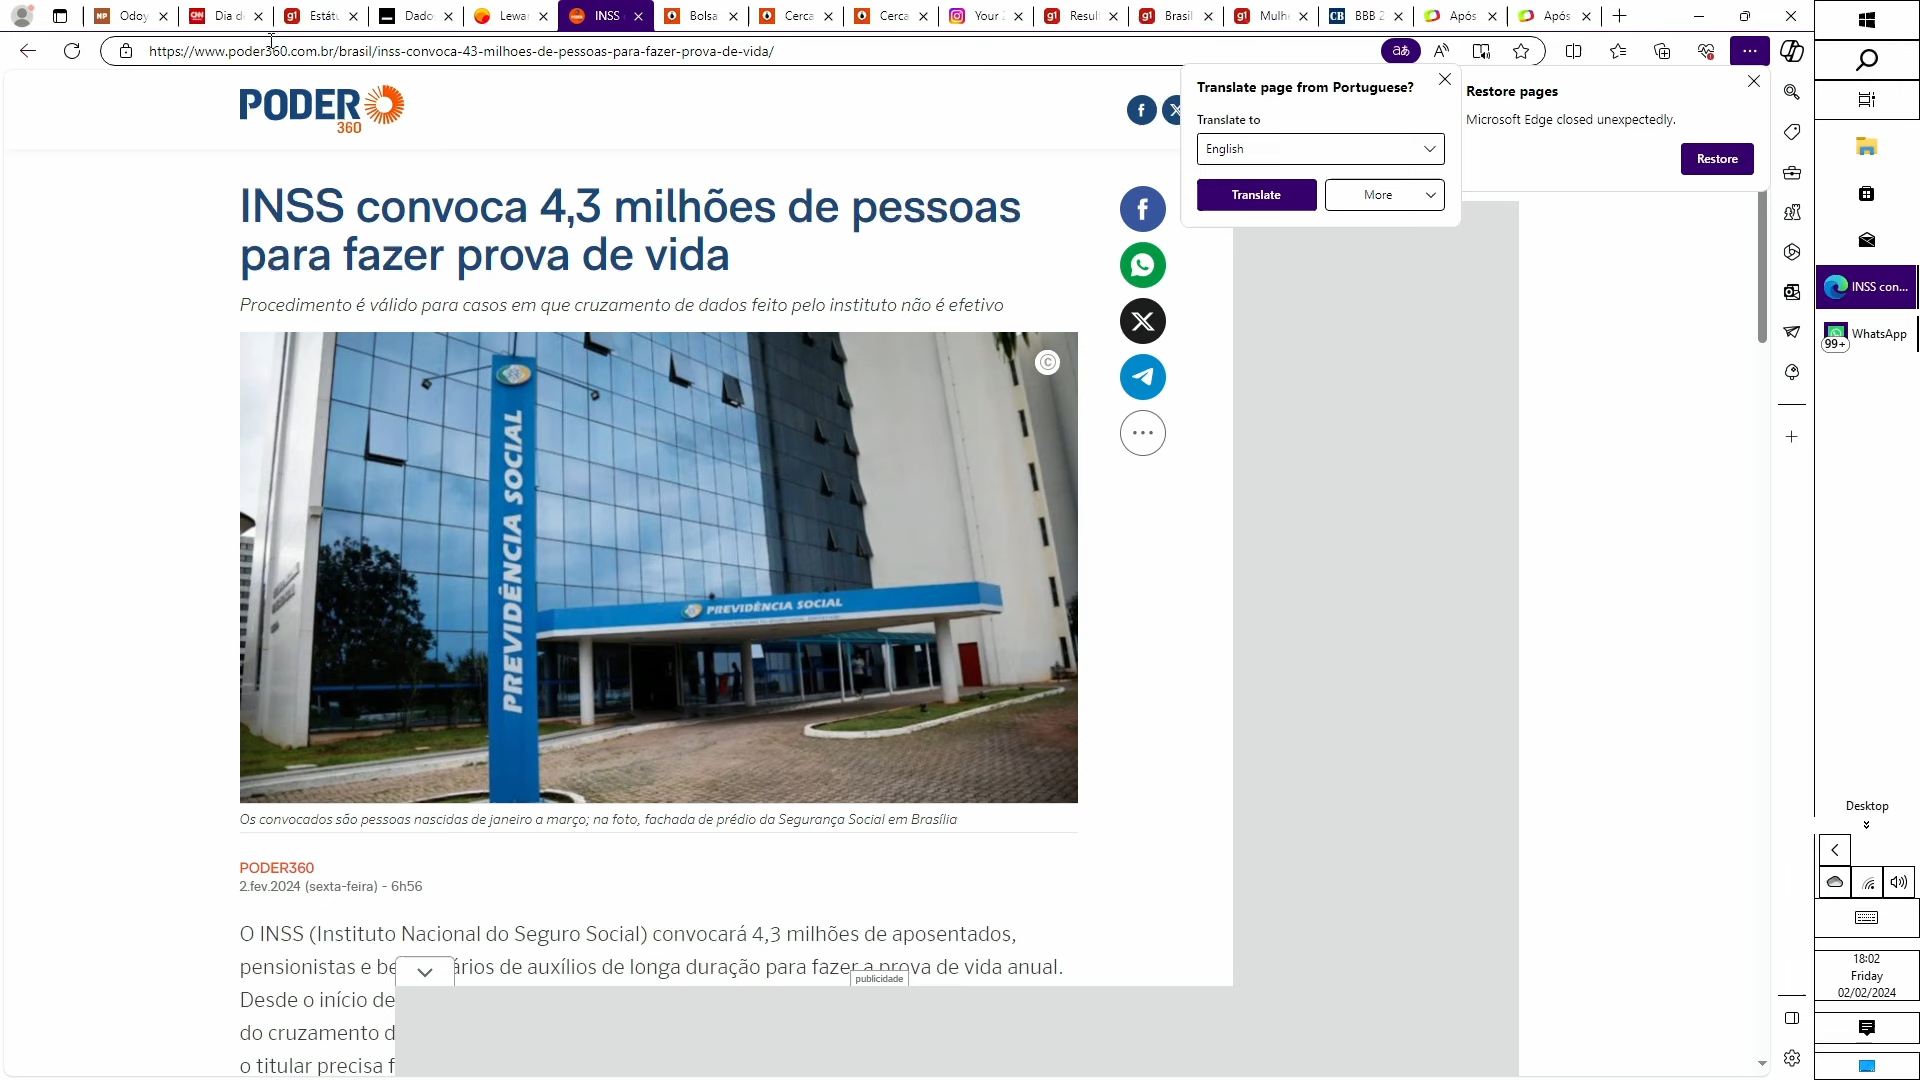 Odoy
Dia d
Estátu
Dado
Lewa
INSS
Bolsa
Cerca
Cerca
Your
Resul
Brasil
Mulh
BBB 2
Após
Após
https://www.poder360.com.br/brasil/inss-convoca-43-milhoes-de-pessoas-para-fazer-prova-de-vida/
PODER
360
Translate page from Portuguese?
Translate to
English
Translate
More
Restore pages
Microsoft Edge closed unexpectedly.
Restore
INSS convoca 4,3 milhões de pessoas
para fazer prova de vida
Procedimento é válido para casos em que cruzamento de dados feito pelo instituto não é efetivo
PREVIDÊNCIA SOCIAL
PREVIDÊNCIA SOCIAL
Os convocados são pessoas nascidas de janeiro a março; na foto, fachada de prédio da Segurança Social em Brasília
PODER360
2.fev.2024 (sexta-feira) - 6h56
O INSS (Instituto Nacional do Seguro Social) convocará 4,3 milhões de aposentados,
pensionistas e be ários de auxílios de longa duração para fazer a prova de vida anual.
publicidade
Desde o início de
do cruzamento d
o titular precisa f
INSS con...
WhatsApp
99+
Desktop
18:02
Friday
02/02/2024